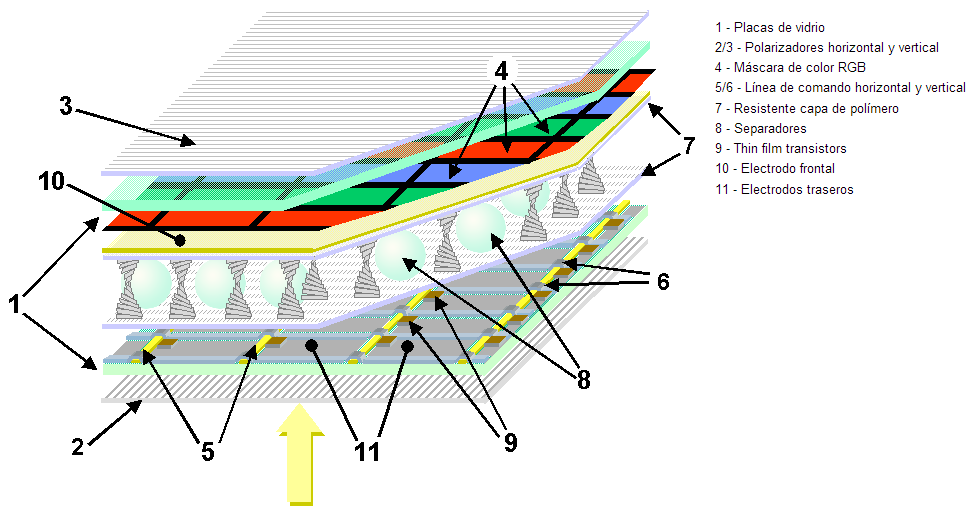 1 - Placas de vidrio
2/3 - Polarizadores horizontal y vertical
4 - Máscara de color RGB
5/6 - Línea de comando horizontal y vertical
7 - Resistente capa de polímero
8 - Separadores
9 - Thin film transistors
10 - Electrodo frontal
11 - Electrodos traseros
4
3
7
10
1
6
8
2
5
11
9